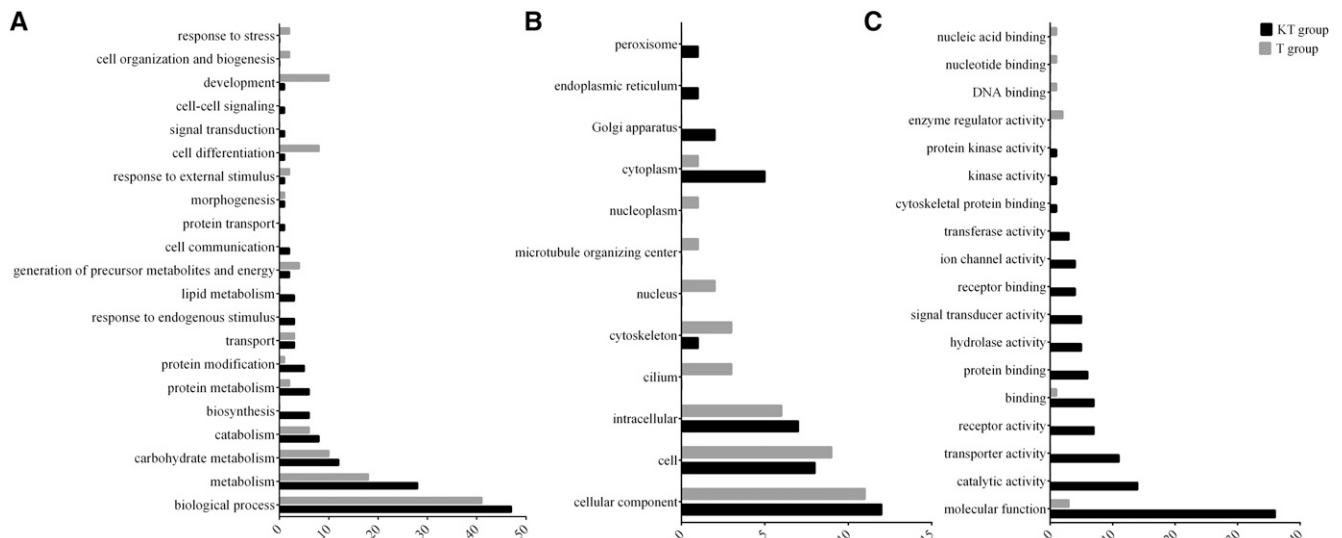 A
response to stress
cell organization and biogenesis
development
cell-cell signaling
signal transduction
cell differentiation
response to external stimulus
morphogenesis
protein transport
cell communication
generation of precursor metabolites and energy
lipid metabolism
response to endogenous stimulus
transport
protein modification
protein metabolism
biosynthesis
catabolism
carbohydrate metabolism
metabolism
biological process
0 10 20 30 40 50
B
peroxisome
endoplasmic reticulum
Golgi apparatus
cytoplasm
nucleoplasm
microtubule organizing center
nucleus
cytoskeleton
cilium
intracellular
cell
cellular component
0 5 10 15
C
KT group
T group
nucleic acid binding
nucleotide binding
DNA binding
enzyme regulator activity
protein kinase activity
kinase activity
cytoskeletal protein binding
transferase activity
ion channel activity
receptor binding
signal transducer activity
hydrolase activity
protein binding
binding
receptor activity
transporter activity
catalytic activity
molecular function
0 10 20 30 40